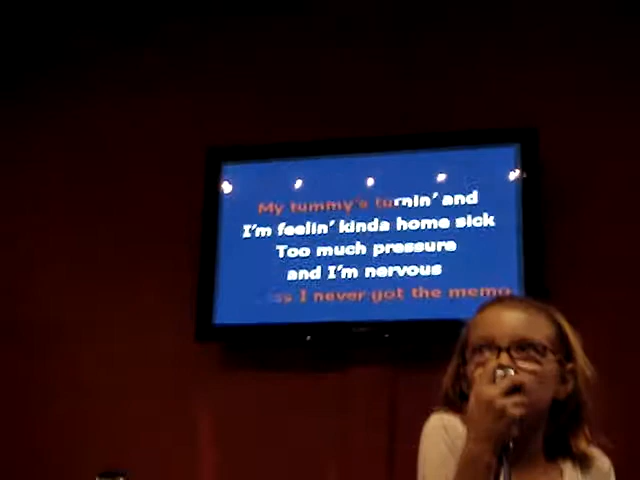 My tummy's turnin' and
I'm feelin' kinda home sick
Too much pressure
and I'm nervous
I never got the memo